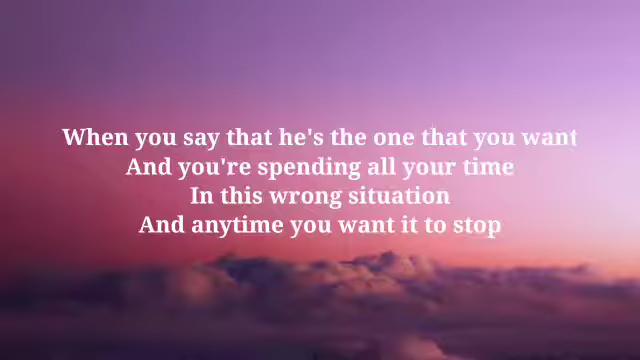 When you say that he's the one that you want
And you're spending all your time
In this wrong situation
And anytime you want it to stop